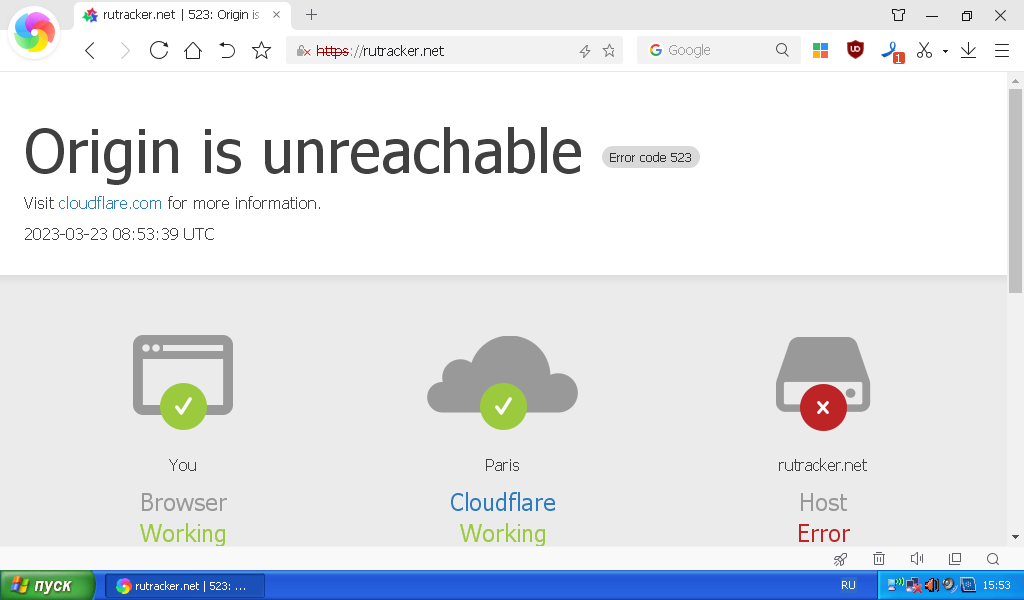 rutracker.net | 523: Origin is
https://rutracker.net
Google
1
Origin is unreachable
Error code 523
Visit cloudflare.com for more information.
2023-03-23 08:53:39 UTC
You
Paris
rutracker.net
Browser
Cloudflare
Host
Working
Working
Error
пуск
rutracker.net | 523: ...
RU
15:53